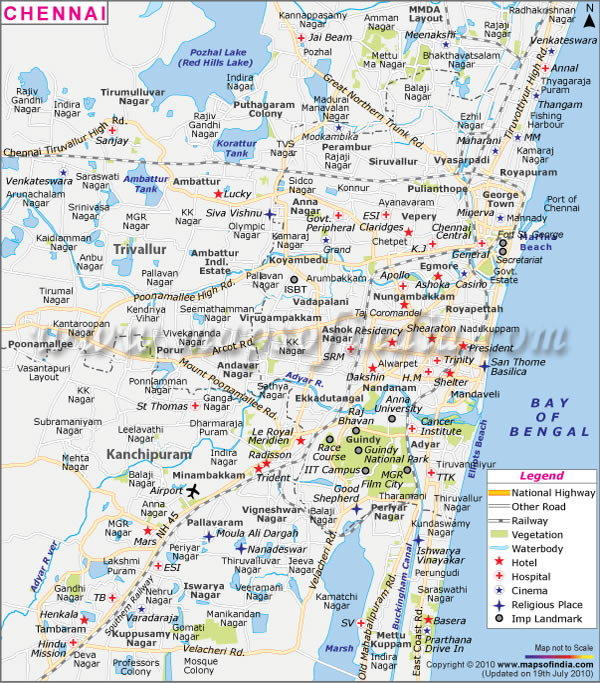 CHENNAI
N
Kannappasamy
Nagar
Jai Beam
Pozhal
Amman
Nagar
MMDA
Layout
Meenakshi
Radhakrishnan
Nagar
Rajaji
Nagar
Venkateswara
Mettu
Ma Nagar
Bhakthavatsalam
Nagar
Annal
Thyagaraja
Puram
Thangam
Pozhal Lake
(Red Hills Lake)
Indira
Nagar
Balaji
Nagar
Great Northern Trunk Rd.
Tiruvottiyur High Rd.
Rajiv
Gandhi
Nagar
Indira
Nagar
Tirumulluvar
Nagar
Rajiv
Gandhi
Nagar
Puthagaram
Colony
Madurai
Manavalan
Nagar
Mookambika
Ezhil
Nagar
Maharani
Fishing
Harbour
MM
Kamaraj
Nagar
Royapuram
Chennai Tiruvallur High Rd.
Sanjay
Korattur
Tank
TVS
Nagar
Perambur
Rajaji
Nagar
Siruvallur
Vyasarpadi
Venkateswara
Saraswati
Nagar
Ambattur
Tank
Ambattur
Lucky
Sidco
Nagar
Konnur
Pulianthope
George
Town
Arulnambi
Nagar
Srinivasa
Nagar
MGR
Nagar
KK
Nagar
Siva Vishnu
Anna
Nagar
Govt.
Peripheral
ESI
Ayanavaram
Claridges
Vepery
Chetpet
Chennai
Central
K.J
Minerva
Mannady
Port of
Chennai
Fort St. George
Marina
Beach
General
Secretariat
Govt.
Estate
Kaidiamman
Nagar
Anbu
Nagar
Trivallur
Olympic
Nagar
Ambattur
Indl. Estate
Koyambedu
Kamaraj
Nagar
Grand
Egmore
Ashoka
Casino
Apollo
Nungambakkam
Tirumal
Nagar
Pallavan
Nagar
Poonamallee High Rd.
Pallavan
Nagar
ISBT
Arumbakkam
Vadapalani
Kantaroopan
Nagar
Kendriya
Vihar
Seemathamman
Nagar
Virugampakkam
Taj Coromandel
Royapettah
Poonamallee
Vasantapuri
Layout
Porur
Vivekananda
Nagar
Arcot Rd.
KK
Nagar
Ashok
Nagar
SRM
Residency
Shearaton
Nadukuppam
President
www.mapsofindia.com
KK
Nagar
Andavar
Nagar
Alwarpet
Dakshin
H.M
Trinity
Shelter
San Thome
Basilica
Ponniamman
Nagar
Mount Poonamallee Rd.
Sathya
Nagar
Adyar R.
Nandanam
Subramaniam
Nagar
St Thomas
Ganga
Nagar
Ekkadutangal
Anna
University
Mandaveli
BAY
OF
BENGAL
Leelavathi
Nagar
Dharmaraja
Puram
Le Royal
Meridien
Raj
Bhavan
Guindy
Cancer
Institute
Adyar
Elliots Beach
Kanchipuram
Race
Course
Guindy
National Park
Metha
Nagar
Indira
Nagar
Radisson
IIT Campus
MGR
Film City
Tiruvanmiyur
TTK
Balaji
Nagar
Minambakkam
Airport
Trident
Good
Shepherd
Tharamani
Thiruvallur
Nagar
Anna
Nagar
NH 45
Vigneshwar
Nagar
Balaji
Nagar
Periyar
Nagar
Kundaswamy
Nagar
MGR
Nagar
Mars
Pallavaram
Moula Ali Dargah
Nanadeswar
Periyar
Nagar
Lakshmi
Puram
ESI
Thiruvalluvar
Nagar
Jeeva
Nagar
Velacheri Rd.
Ishwarya
Vinayakar
Perungudi
Adyar R ver
Gandhi
Nagar
TB
Southern Railway
Nehru
Nagar
Iswarya
Nagar
Veeramani
Nagar
Kamatchi
Nagar
Old Mahabalipuram Rd.
Buckingham Canal
Saraswathi
Nagar
Henkala
Tambaram
Varadaraja
Manikandan
Nagar
SV
Basera
Hindu
Mission
Kuppusamy
Nagar
Gomati
Nagar
Velacheri Rd.
Mettu
Kuppam
East Coast Rd.
Prarthana
Drive In
Deva
Nagar
Professors
Colony
Mosque
Colony
Marsh
Legend
National Highway
Other Road
Railway
Vegetation
Waterbody
Hotel
Hospital
Cinema
Religious Place
Imp Landmark
Map not to Scale
Copyright © 2010 www.mapsofindia.com
(Updated on 19th July 2010)